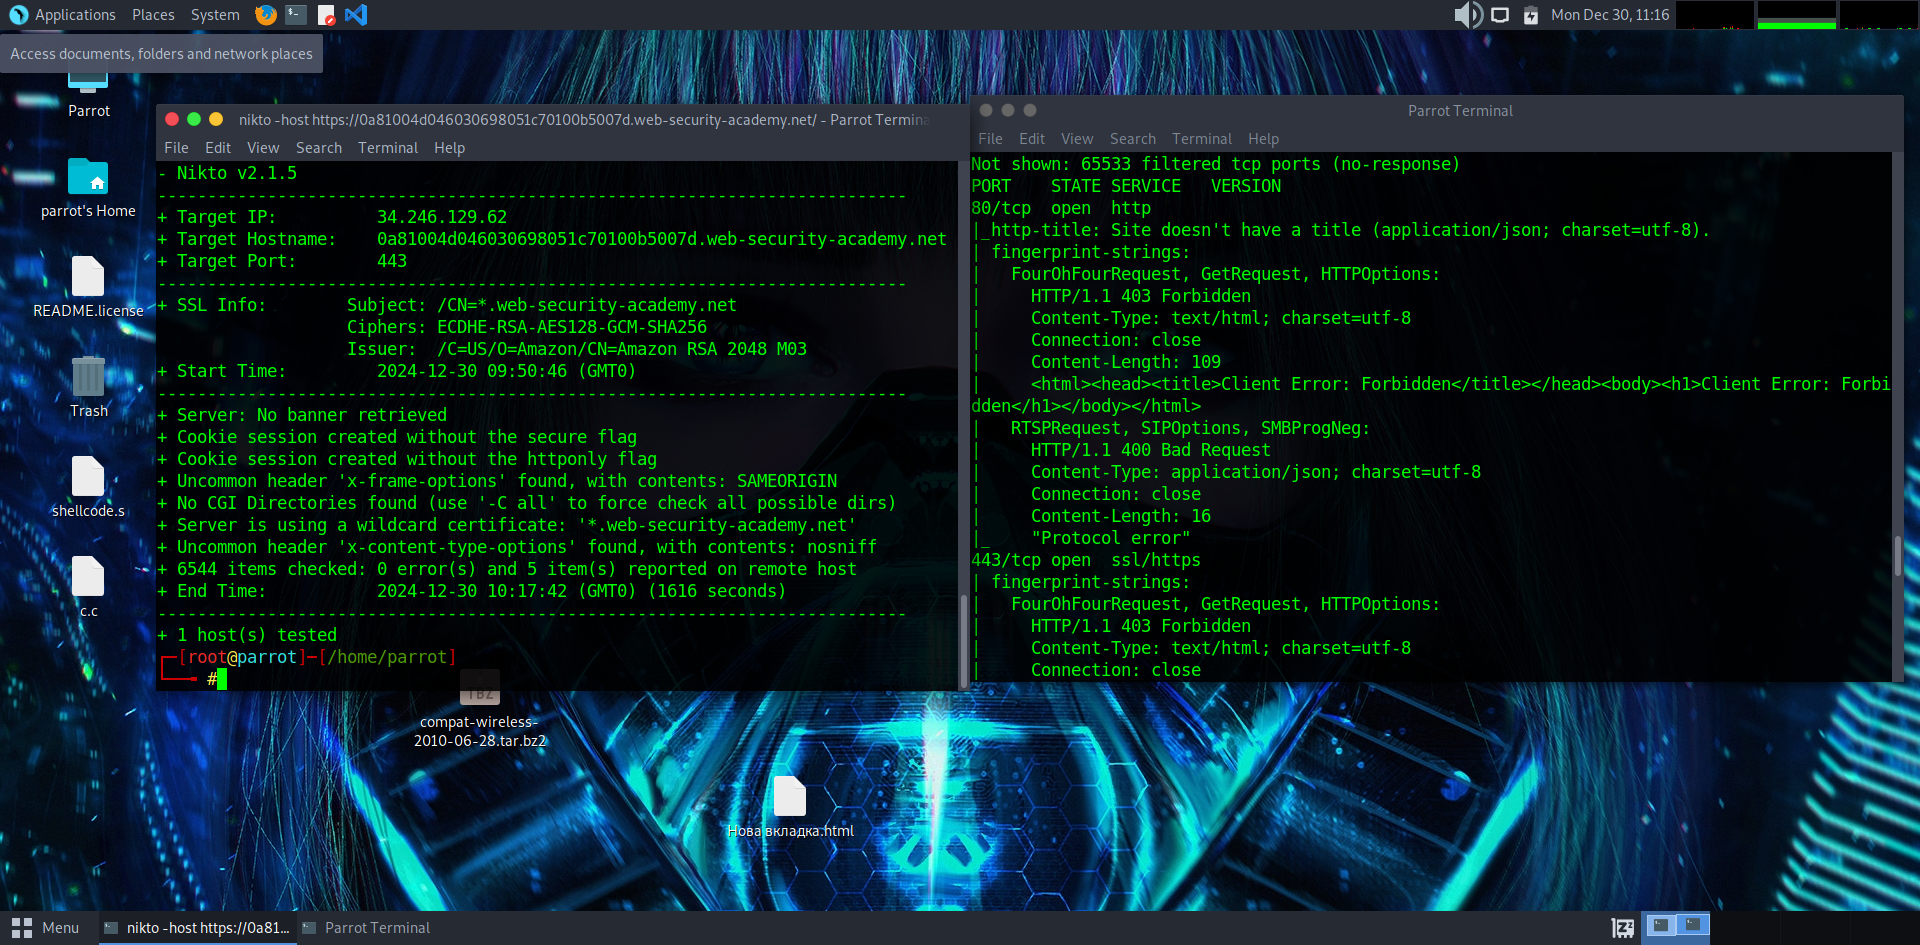 Applications Places System
Mon Dec 30, 11:16
Access documents, folders and network places
Parrot
parrot's Home
README.license
Trash
shellcode.s
c.c
nikto -host https://0a81004d046030698051c70100b5007d.web-security-academy.net/ - Parrot Termina
File Edit View Search Terminal Help
- Nikto v2.1.5
---------------------------------------------------------------------------
+ Target IP:          34.246.129.62
+ Target Hostname:    0a81004d046030698051c70100b5007d.web-security-academy.net
+ Target Port:        443
---------------------------------------------------------------------------
+ SSL Info:        Subject: /CN=*.web-security-academy.net
                   Ciphers: ECDHE-RSA-AES128-GCM-SHA256
                   Issuer:  /C=US/O=Amazon/CN=Amazon RSA 2048 M03
+ Start Time:         2024-12-30 09:50:46 (GMT0)
---------------------------------------------------------------------------
+ Server: No banner retrieved
+ Cookie session created without the secure flag
+ Cookie session created without the httponly flag
+ Uncommon header 'x-frame-options' found, with contents: SAMEORIGIN
+ No CGI Directories found (use '-C all' to force check all possible dirs)
+ Server is using a wildcard certificate: '*.web-security-academy.net'
+ Uncommon header 'x-content-type-options' found, with contents: nosniff
+ 6544 items checked: 0 error(s) and 5 item(s) reported on remote host
+ End Time:           2024-12-30 10:17:42 (GMT0) (1616 seconds)
---------------------------------------------------------------------------
+ 1 host(s) tested
┌─[root@parrot]─[/home/parrot]
└──╼ #
Parrot Terminal
File Edit View Search Terminal Help
Not shown: 65533 filtered tcp ports (no-response)
PORT    STATE SERVICE   VERSION
80/tcp  open  http
|_http-title: Site doesn't have a title (application/json; charset=utf-8).
| fingerprint-strings:
|   FourOhFourRequest, GetRequest, HTTPOptions:
|     HTTP/1.1 403 Forbidden
|     Content-Type: text/html; charset=utf-8
|     Connection: close
|     Content-Length: 109
|     <html><head><title>Client Error: Forbidden</title></head><body><h1>Client Error: Forbi
dden</h1></body></html>
|   RTSPRequest, SIPOptions, SMBProgNeg:
|     HTTP/1.1 400 Bad Request
|     Content-Type: application/json; charset=utf-8
|     Connection: close
|     Content-Length: 16
|_    "Protocol error"
443/tcp open  ssl/https
| fingerprint-strings:
|   FourOhFourRequest, GetRequest, HTTPOptions:
|     HTTP/1.1 403 Forbidden
|     Content-Type: text/html; charset=utf-8
|     Connection: close
TBZ
compat-wireless-
2010-06-28.tar.bz2
Нова вкладка.html
Menu
nikto -host https://0a81...
Parrot Terminal